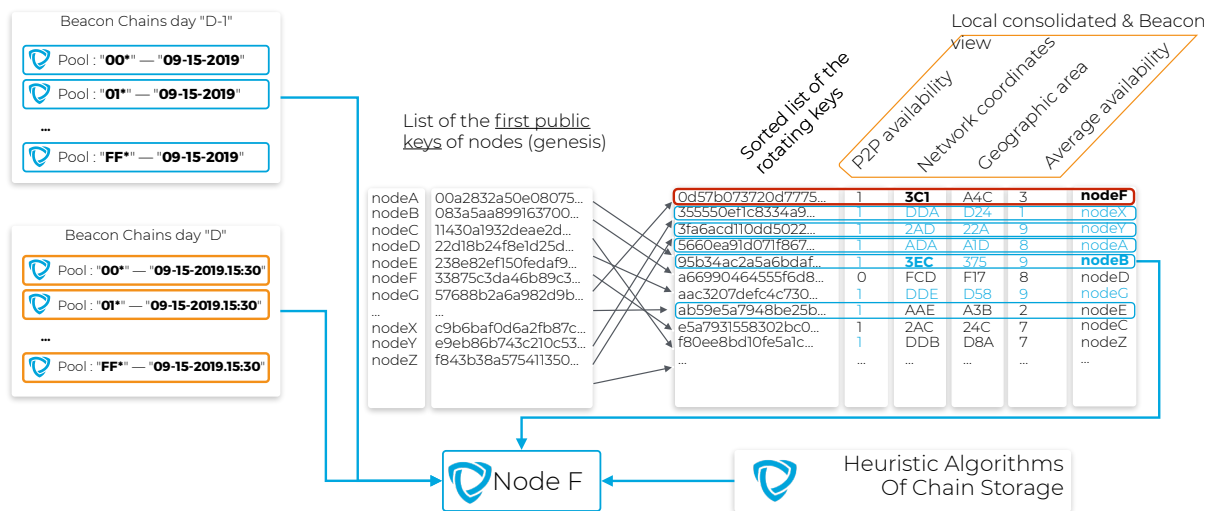 Beacon Chains day "D-1"
Pool : "00*" — "09-15-2019"
Pool : "01*" — "09-15-2019"
...
Pool : "FF*" — "09-15-2019"
Beacon Chains day "D"
Pool : "00*" — "09-15-2019.15:30"
Pool : "01*" — "09-15-2019.15:30"
...
Pool : "FF*" — "09-15-2019.15:30"
List of the first public
keys of nodes (genesis)
nodeA 00a2832a50e08075...
nodeB 083a5aa899163700...
nodeC 11430a1932deae2d...
nodeD 22d18b24f8e1d25d...
nodeE 238e82ef150fedaf9...
nodeF 33875c3da46b89c3...
nodeG 57688b2a6a982d9b...
... ...
nodeX c9b6baf0d6a2fb87c...
nodeY e9eb86b743c210c53...
nodeZ f843b38a575411350...
Sorted list of the
rotating keys
Local consolidated & Beacon
view
P2P availability
Network coordinates
Geographic area
Average availability
0d57b073720d7775... 1 3C1 A4C 3 nodeF
355550ef1c8334a9... 1 DDA D24 1 nodeX
3fa6acd110dd5022... 1 2AD 22A 9 nodeY
5660ea91d071f867... 1 ADA A1D 8 nodeA
95b34ac2a5a6bdaf... 1 3EC 375 9 nodeB
a66990464555f6d8... 0 FCD F17 8 nodeD
aac3207defc4c730... 1 DDE D58 9 nodeG
ab59e5a7948be25b... 1 AAE A3B 2 nodeE
e5a7931558302bc0... 1 2AC 24C 7 nodeC
f80ee8bd10fe5a1c... 1 DDB D8A 7 nodeZ
... ... ... ... ... ...
Node F
Heuristic Algorithms
Of Chain Storage